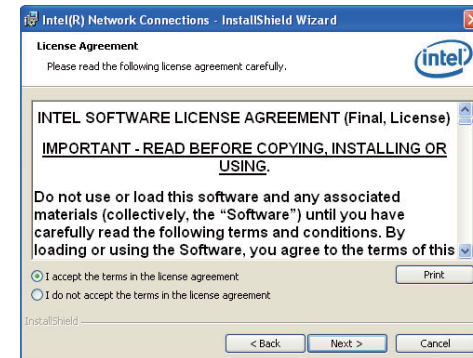 Intel(R) Network Connections - InstallShield Wizard
License Agreement
Please read the following license agreement carefully.
intel
INTEL SOFTWARE LICENSE AGREEMENT (Final, License)
IMPORTANT - READ BEFORE COPYING, INSTALLING OR
USING.
Do not use or load this software and any associated
materials (collectively, the “Software”) until you have
carefully read the following terms and conditions. By
loading or using the Software, you agree to the terms of this
I accept the terms in the license agreement
Print
I do not accept the terms in the license agreement
InstallShield
< Back
Next >
Cancel